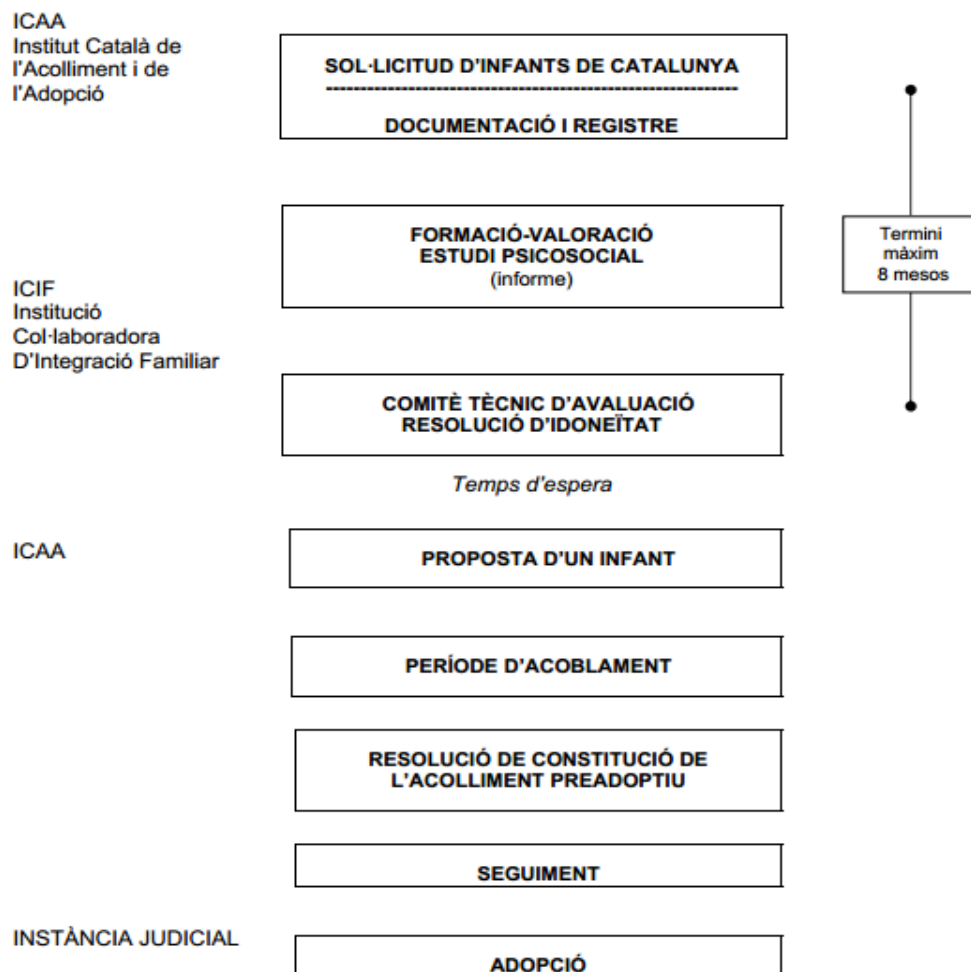 ICAA
Institut Català de
l'Acolliment i de
l'Adopció
SOL·LICITUD D'INFANTS DE CATALUNYA
------------------------------------------------------------
DOCUMENTACIÓ I REGISTRE
FORMACIÓ-VALORACIÓ
ESTUDI PSICOSOCIAL
(informe)
Termini
màxim
8 mesos
ICIF
Institució
Col·laboradora
D'Integració Familiar
COMITÈ TÈCNIC D'AVALUACIÓ
RESOLUCIÓ D'IDONEÏTAT
Temps d'espera
ICAA
PROPOSTA D'UN INFANT
PERÍODE D'ACOBLAMENT
RESOLUCIÓ DE CONSTITUCIÓ DE
L'ACOLLIMENT PREADOPTIU
SEGUIMENT
INSTÀNCIA JUDICIAL
ADOPCIÓ